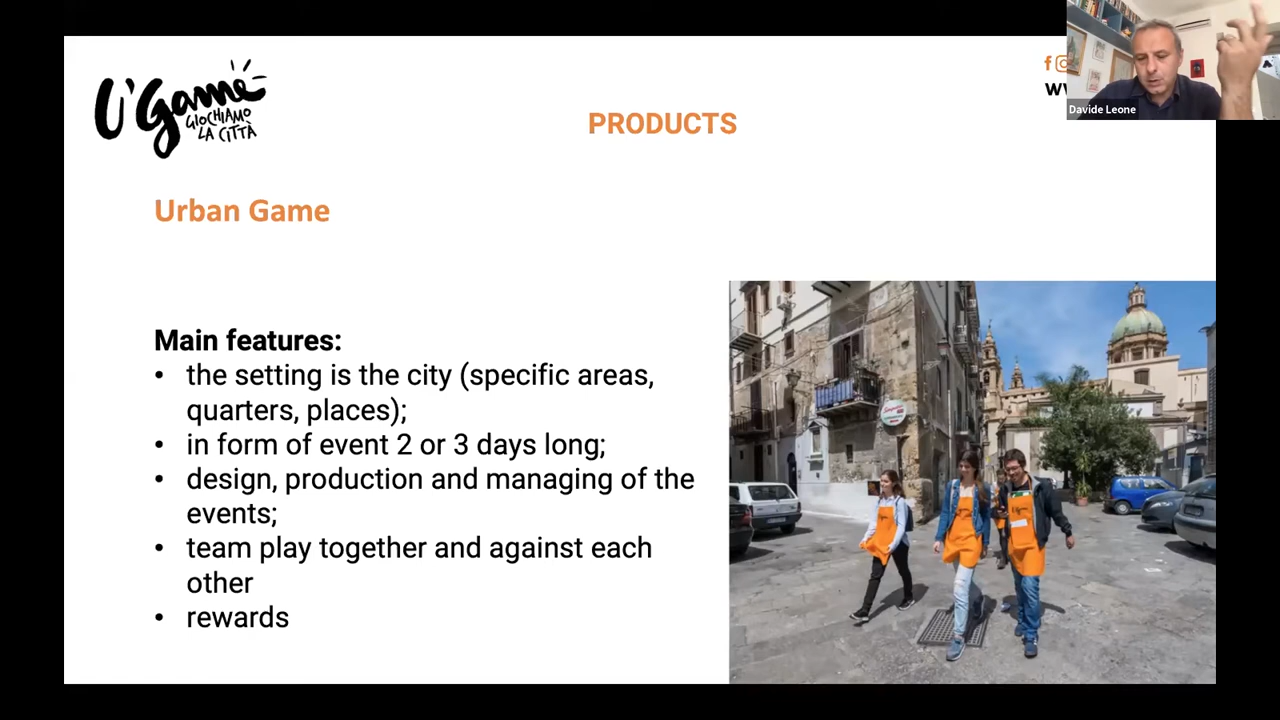 U'Game
GIOCHIAMO
LA CITTÀ
PRODUCTS
Davide Leone
Urban Game
Main features:
• the setting is the city (specific areas,
quarters, places);
• in form of event 2 or 3 days long;
• design, production and managing of the
events;
• team play together and against each
other
• rewards